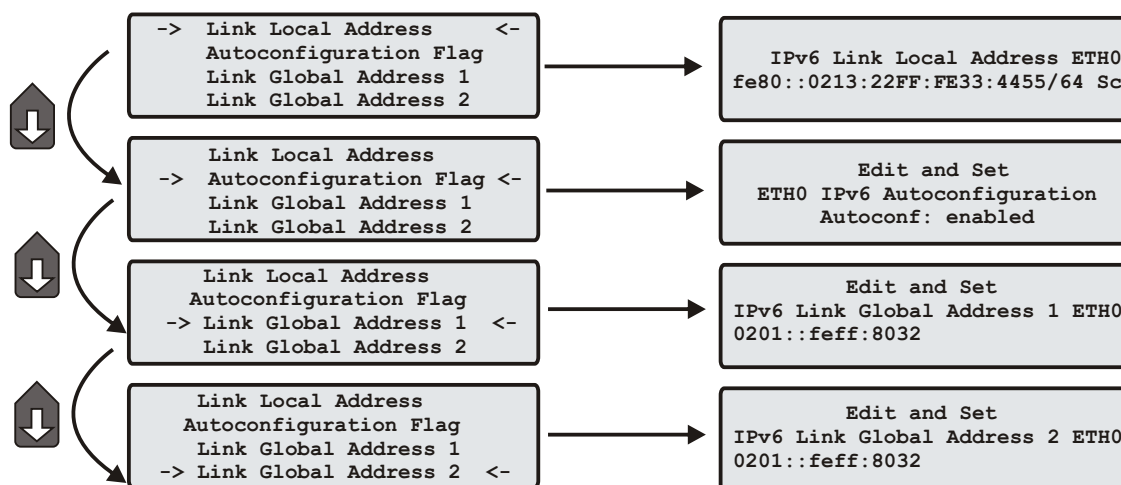 -> Link Local Address <-
Autoconfiguration Flag
Link Global Address 1
Link Global Address 2
IPv6 Link Local Address ETH0
fe80::0213:22FF:FE33:4455/64 Sc
Link Local Address
-> Autoconfiguration Flag <-
Link Global Address 1
Link Global Address 2
Edit and Set
ETH0 IPv6 Autoconfiguration
Autoconf: enabled
Link Local Address
Autoconfiguration Flag
-> Link Global Address 1 <-
Link Global Address 2
Edit and Set
IPv6 Link Global Address 1 ETH0
0201::feff:8032
Link Local Address
Autoconfiguration Flag
Link Global Address 1
-> Link Global Address 2 <-
Edit and Set
IPv6 Link Global Address 2 ETH0
0201::feff:8032